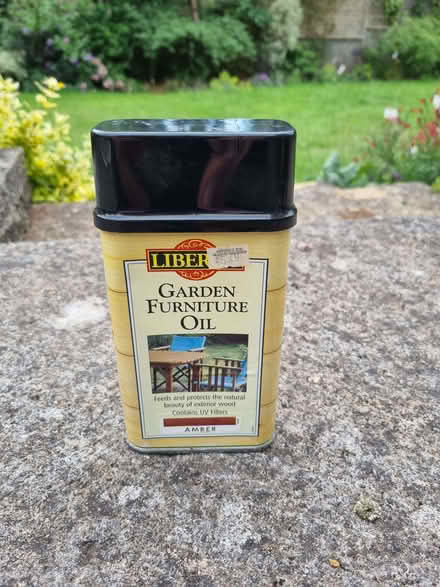 LIBER
GARDEN
FURNITURE
OIL
Feeds and protects the natural
beauty of exterior wood
Contains UV Filters
AMBER